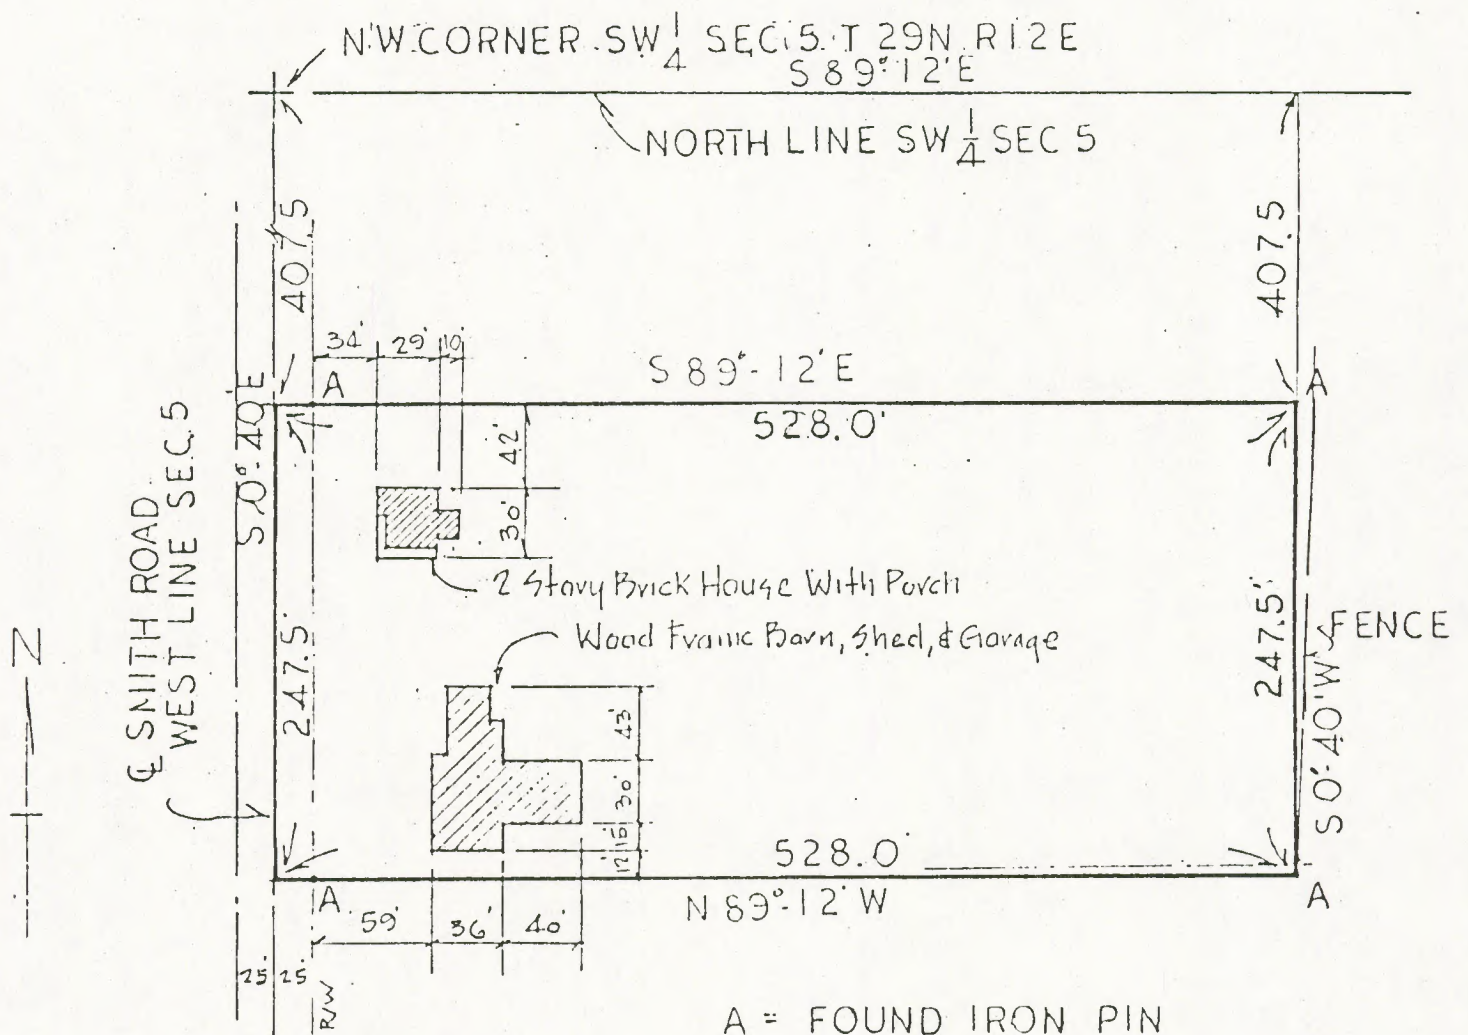 N.W. CORNER SW 1/4 SEC. 5. T 29N R12E
S 89°-12'E
NORTH LINE SW 1/4 SEC 5
407.5
407.5
34' 29' 10'
S 89°-12'E
A
A
528.0'
S 0°-40'E
42'
30'
℄ SMITH ROAD
WEST LINE SEC. 5
2 Story Brick House With Porch
Wood Frame Barn, Shed, & Garage
247.5'
247.5'
FENCE
S 0°-40'W
N
43'
30'
15'
12'
528.0'
N 89°-12'W
A
A
59' 36' 40'
25' 25'
R/W
A = FOUND IRON PIN